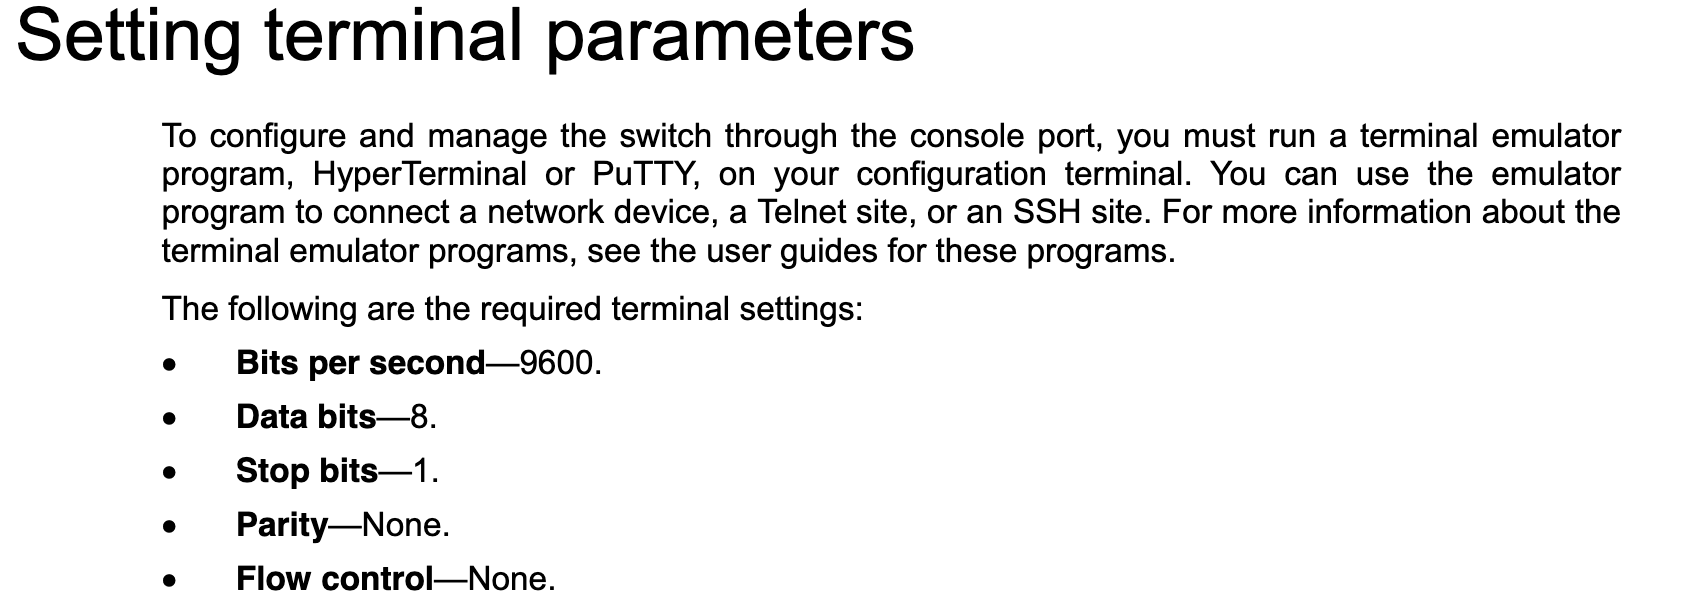 Setting terminal parameters
To configure and manage the switch through the console port, you must run a terminal emulator
program, HyperTerminal or PuTTY, on your configuration terminal. You can use the emulator
program to connect a network device, a Telnet site, or an SSH site. For more information about the
terminal emulator programs, see the user guides for these programs.
The following are the required terminal settings:
• Bits per second—9600.
• Data bits—8.
• Stop bits—1.
• Parity—None.
• Flow control—None.